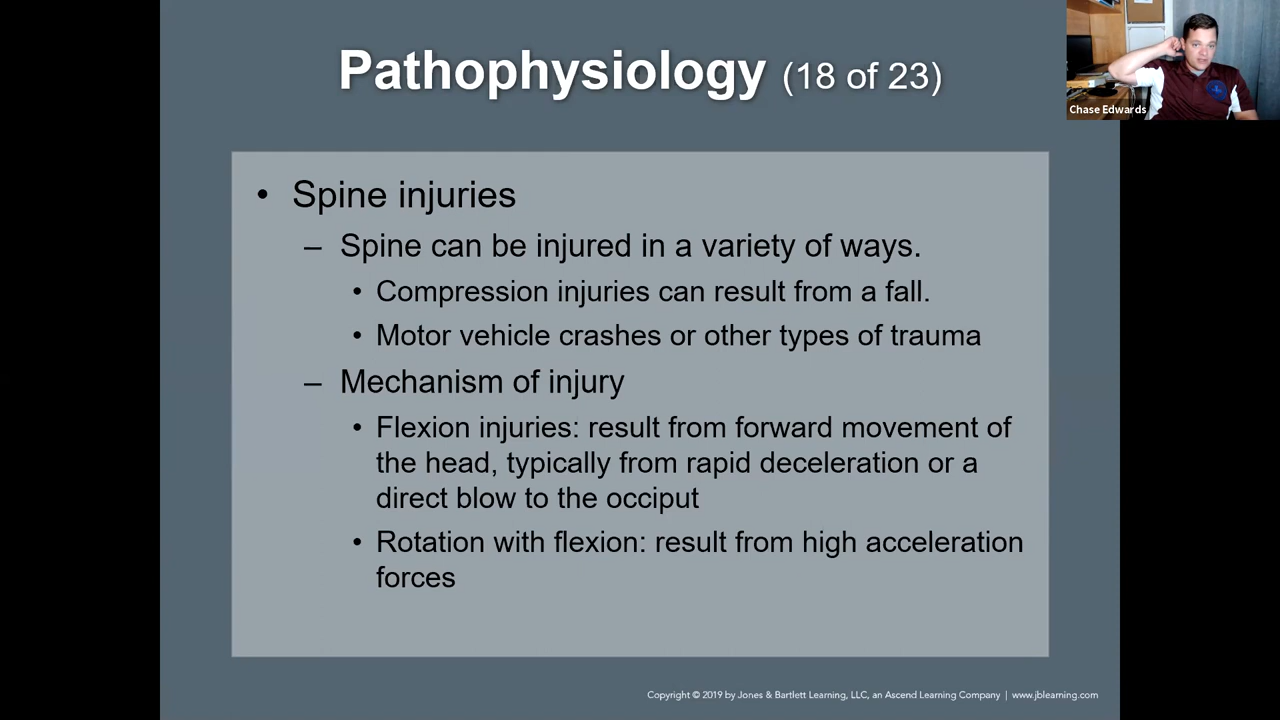 Pathophysiology (18 of 23)
Chase Edwards
• Spine injuries
– Spine can be injured in a variety of ways.
• Compression injuries can result from a fall.
• Motor vehicle crashes or other types of trauma
– Mechanism of injury
• Flexion injuries: result from forward movement of
the head, typically from rapid deceleration or a
direct blow to the occiput
• Rotation with flexion: result from high acceleration
forces
Copyright © 2019 by Jones & Bartlett Learning, LLC, an Ascend Learning Company | www.jblearning.com